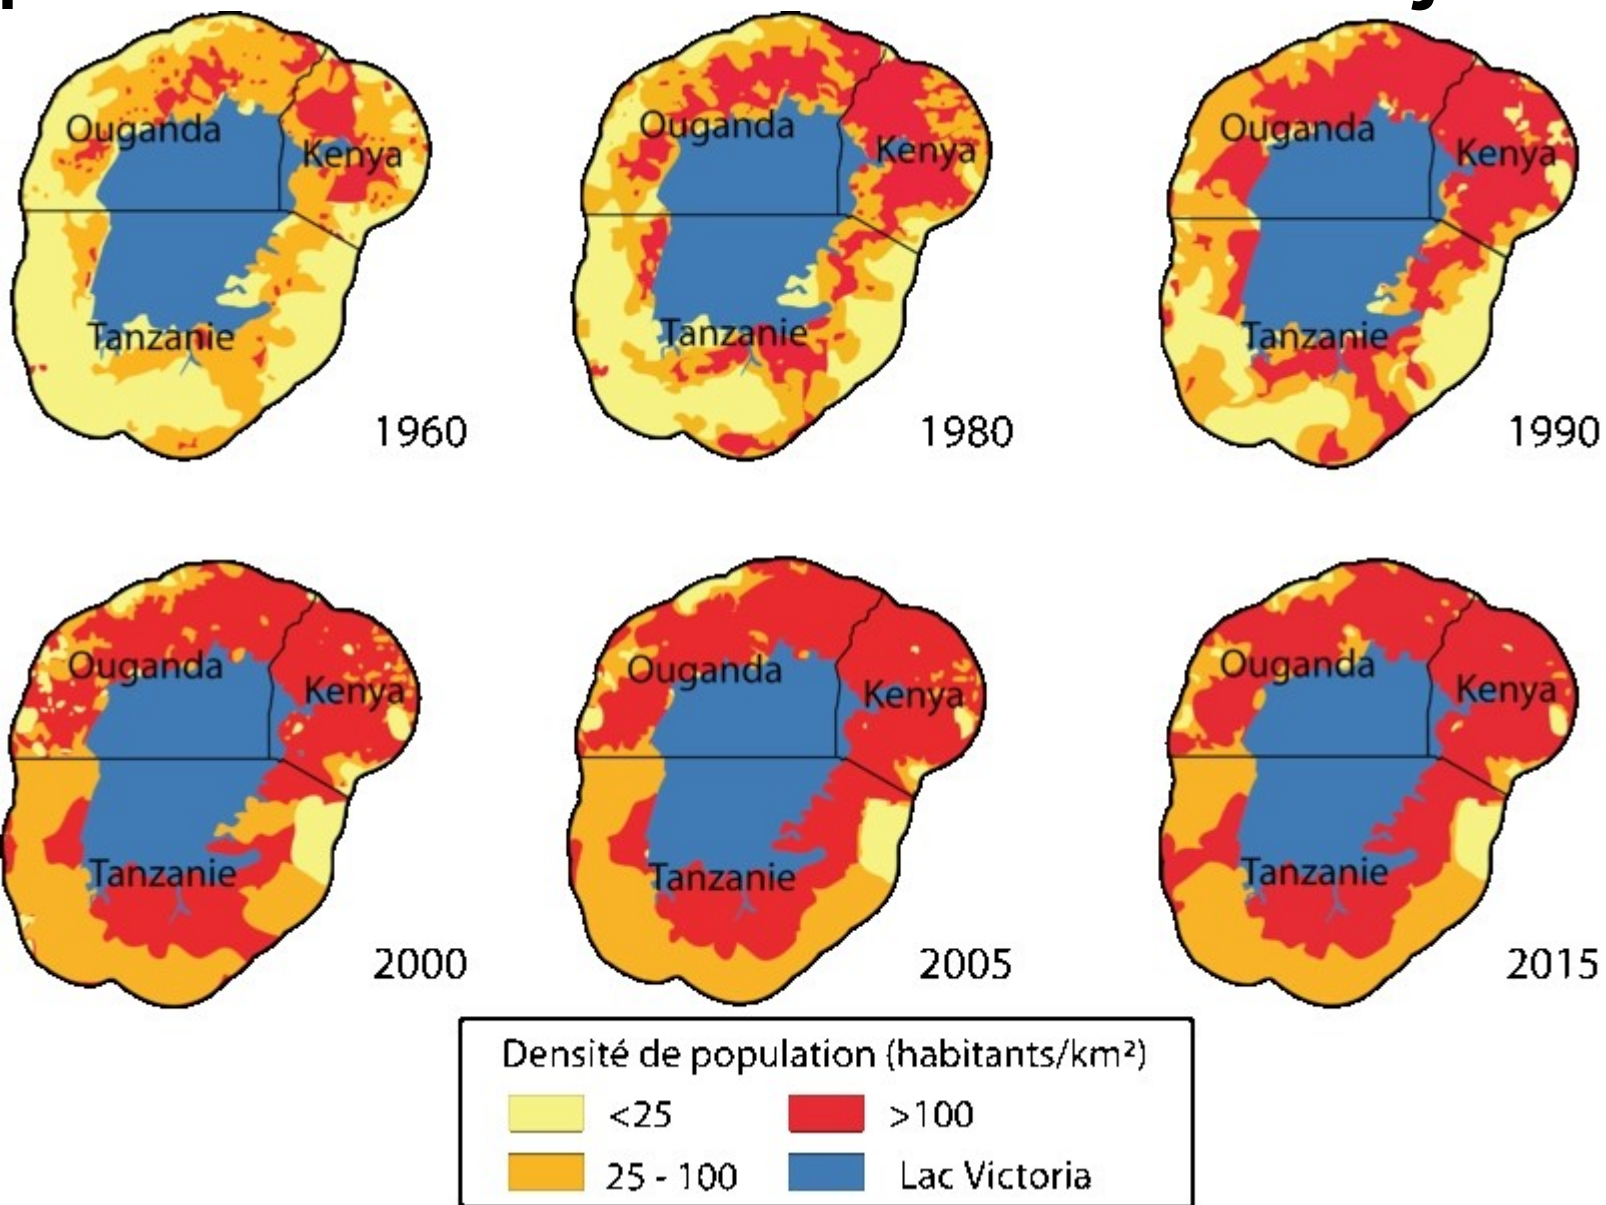 Ouganda
Kenya
Tanzanie
1960
Ouganda
Kenya
Tanzanie
1980
Ouganda
Kenya
Tanzanie
1990
Ouganda
Kenya
Tanzanie
2000
Ouganda
Kenya
Tanzanie
2005
Ouganda
Kenya
Tanzanie
2015
Densité de population (habitants/km²)
<25
>100
25 - 100
Lac Victoria